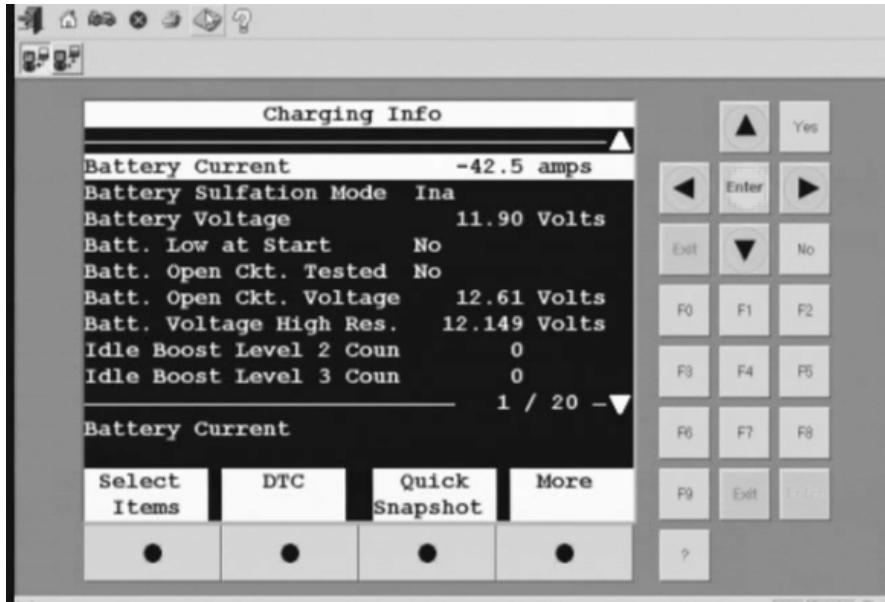 Charging Info
Battery Current -42.5 amps
Battery Sulfation Mode Ina
Battery Voltage 11.90 Volts
Batt. Low at Start No
Batt. Open Ckt. Tested No
Batt. Open Ckt. Voltage 12.61 Volts
Batt. Voltage High Res. 12.149 Volts
Idle Boost Level 2 Coun 0
Idle Boost Level 3 Coun 0
1 / 20
Battery Current
Select Items
DTC
Quick Snapshot
More
Yes
Enter
Exit
No
F0 F1 F2
F3 F4 F5
F6 F7 F8
F9 Exit Enter
?